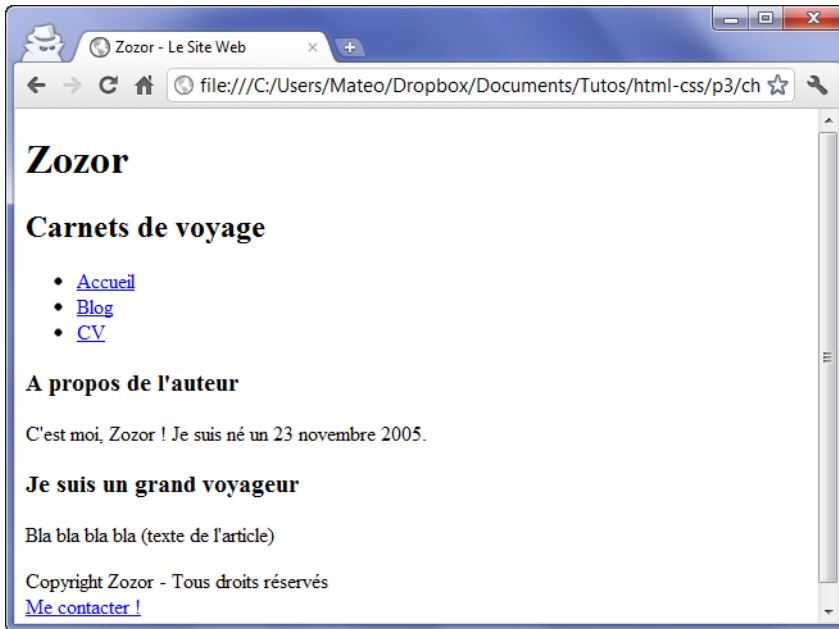 Zozor - Le Site Web
file:///C:/Users/Mateo/Dropbox/Documents/Tutos/html-css/p3/ch
Zozor
Carnets de voyage
Accueil
Blog
CV
A propos de l'auteur
C'est moi, Zozor ! Je suis né un 23 novembre 2005.
Je suis un grand voyageur
Bla bla bla bla (texte de l'article)
Copyright Zozor - Tous droits réservés
Me contacter !